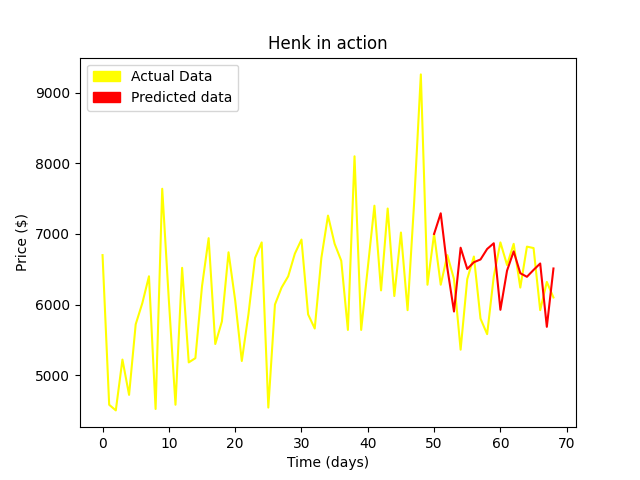 Henk in action
Actual Data
Predicted data
Price ($)
9000
8000
7000
6000
5000
0 10 20 30 40 50 60 70
Time (days)